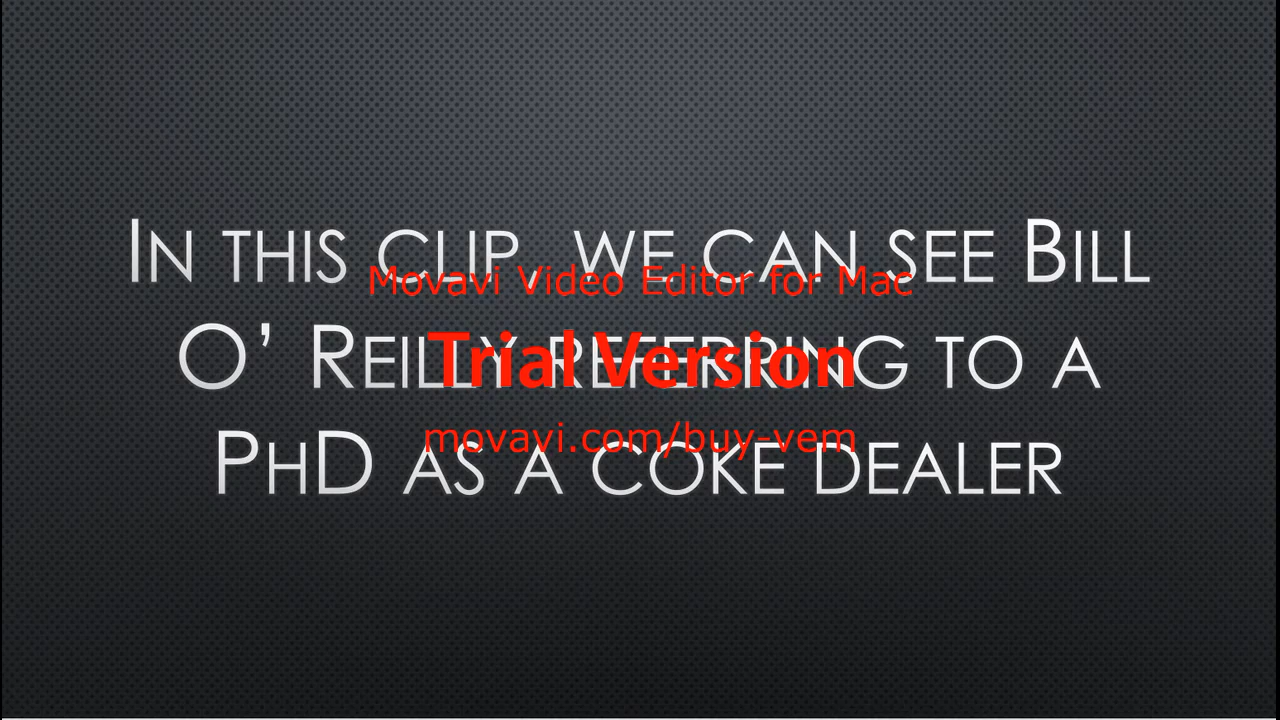 In this clip, we can see Bill
Movavi Video Editor for Mac
O’ Reilly referring to a
Trial Version
movavi.com/buy-vem
PhD as a coke dealer